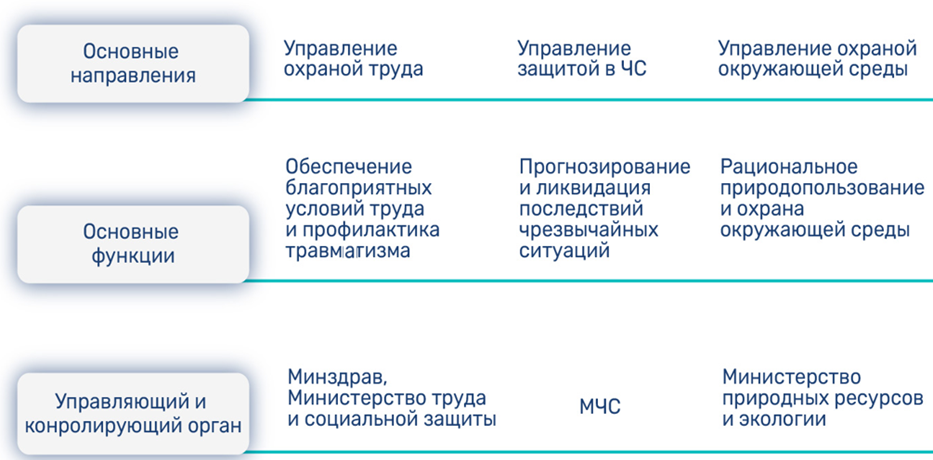 Основные
направления
Управление
охраной труда
Управление
защитой в ЧС
Управление охраной
окружающей среды
Основные
функции
Обеспечение
благоприятных
условий труда
и профилактика
травматизма
Прогнозирование
и ликвидация
последствий
чрезвычайных
ситуаций
Рациональное
природопользование
и охрана
окружающей среды
Управляющий и
конролирующий орган
Минздрав,
Министерство труда
и социальной защиты
МЧС
Министерство
природных ресурсов
и экологии